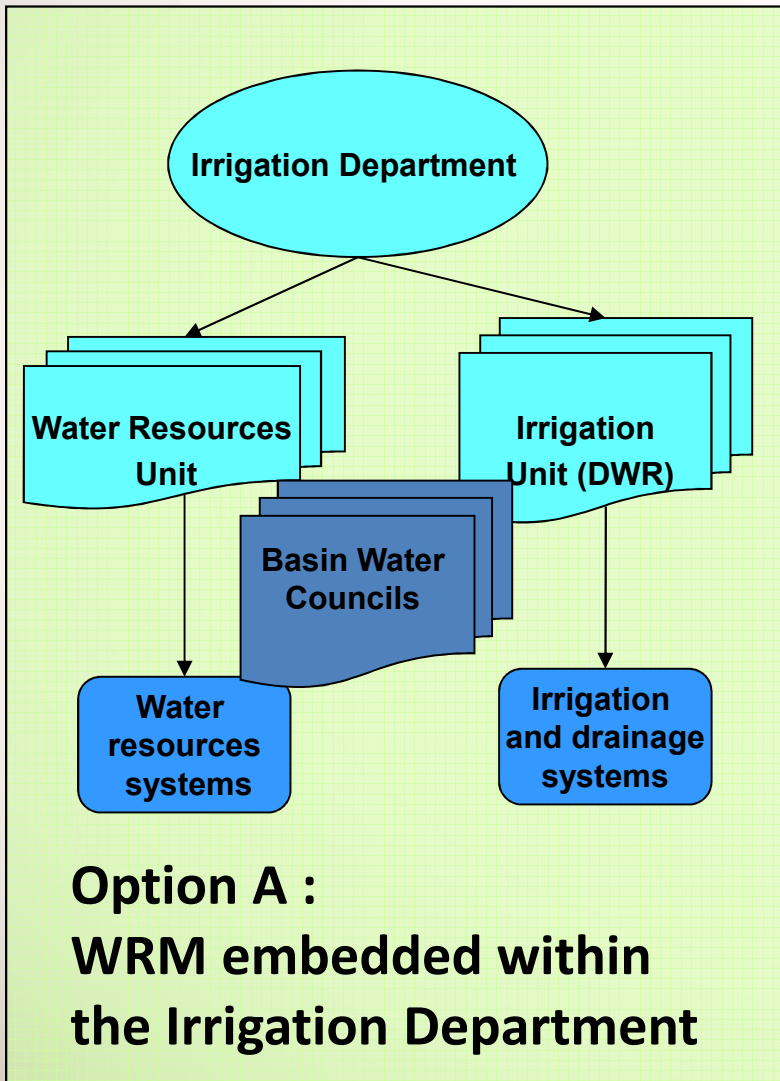 Irrigation Department
Water Resources
Unit
Irrigation
Unit (DWR)
Basin Water
Councils
Water
resources
systems
Irrigation
and drainage
systems
Option A :
WRM embedded within
the Irrigation Department